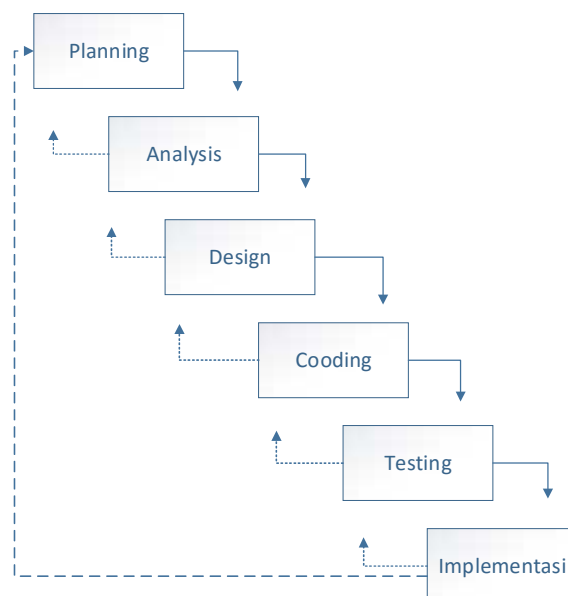 Planning
Analysis
Design
Cooding
Testing
Implementasi